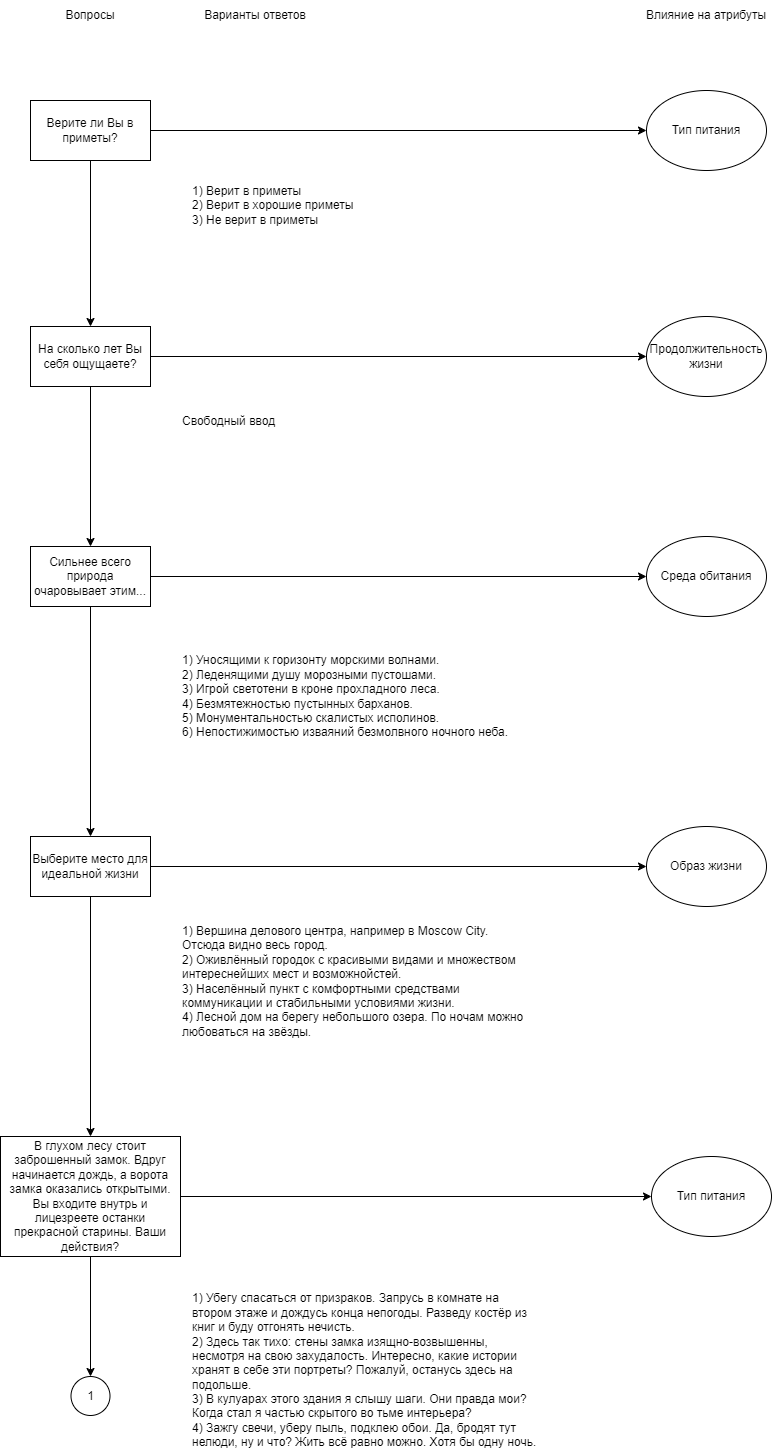 Вопросы
Варианты ответов
Влияние на атрибуты
Верите ли Вы в
приметы?
Тип питания
1) Верит в приметы
2) Верит в хорошие приметы
3) Не верит в приметы
На сколько лет Вы
себя ощущаете?
Продолжительность
жизни
Свободный ввод
Сильнее всего
природа
очаровывает этим...
Среда обитания
1) Уносящими к горизонту морскими волнами.
2) Леденящими душу морозными пустошами.
3) Игрой светотени в кроне прохладного леса.
4) Безмятежностью пустынных барханов.
5) Монументальностью скалистых исполинов.
6) Непостижимостью изваяний безмолвного ночного неба.
Выберите место для
идеальной жизни
Образ жизни
1) Вершина делового центра, например в Moscow City.
Отсюда видно весь город.
2) Оживлённый городок с красивыми видами и множеством
интереснейших мест и возможнойстей.
3) Населённый пункт с комфортными средствами
коммуникации и стабильными условиями жизни.
4) Лесной дом на берегу небольшого озера. По ночам можно
любоваться на звёзды.
В глухом лесу стоит
заброшенный замок. Вдруг
начинается дождь, а ворота
замка оказались открытыми.
Вы входите внутрь и
лицезреете останки
прекрасной старины. Ваши
действия?
Тип питания
1) Убегу спасаться от призраков. Запрусь в комнате на
втором этаже и дождусь конца непогоды. Разведу костёр из
книг и буду отгонять нечисть.
2) Здесь так тихо: стены замка изящно-возвышенны,
несмотря на свою захудалость. Интересно, какие истории
хранят в себе эти портреты? Пожалуй, останусь здесь на
подольше.
3) В кулуарах этого здания я слышу шаги. Они правда мои?
Когда стал я частью скрытого во тьме интерьера?
4) Зажгу свечи, уберу пыль, подклею обои. Да, бродят тут
нелюди, ну и что? Жить всё равно можно. Хотя бы одну ночь.
1